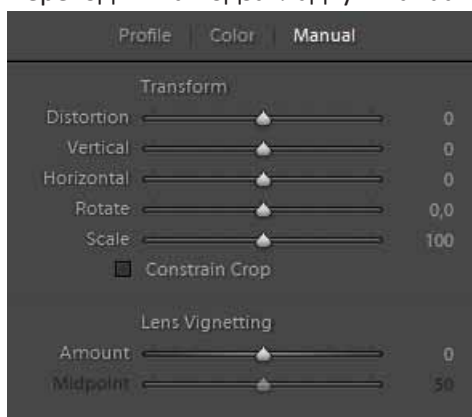 Profile | Color | Manual
Transform
Distortion 0
Vertical 0
Horizontal 0
Rotate 0,0
Scale 100
Constrain Crop
Lens Vignetting
Amount 0
Midpoint 50